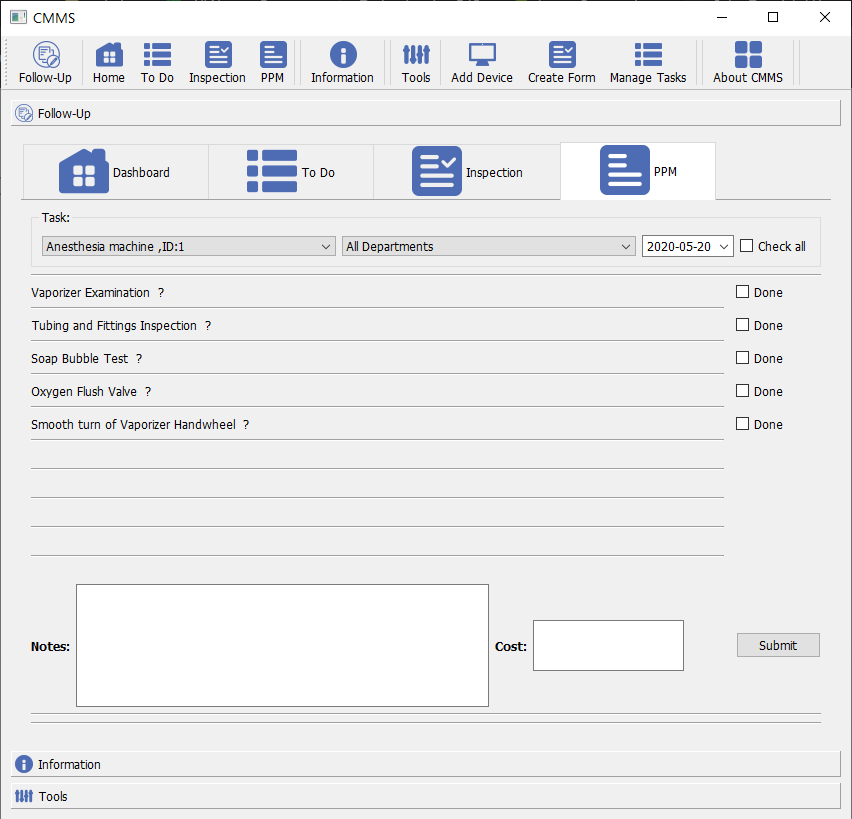 CMMS
Follow-Up Home To Do Inspection PPM Information Tools Add Device Create Form Manage Tasks About CMMS
Follow-Up
Dashboard To Do Inspection PPM
Task:
Anesthesia machine ,ID:1 All Departments 2020-05-20 Check all
Vaporizer Examination ? Done
Tubing and Fittings Inspection ? Done
Soap Bubble Test ? Done
Oxygen Flush Valve ? Done
Smooth turn of Vaporizer Handwheel ? Done
Notes: Cost: Submit
Information
Tools